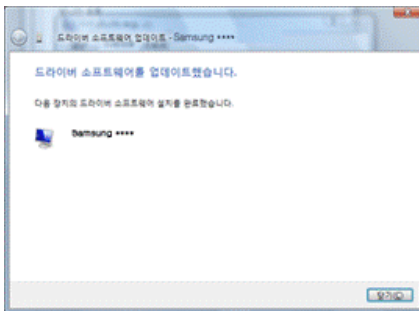 드라이버 소프트웨어 업데이트 - Samsung ****
드라이버 소프트웨어를 업데이트했습니다.
다음 장치의 드라이버 소프트웨어 설치를 완료했습니다.
Samsung ****
닫기(C)